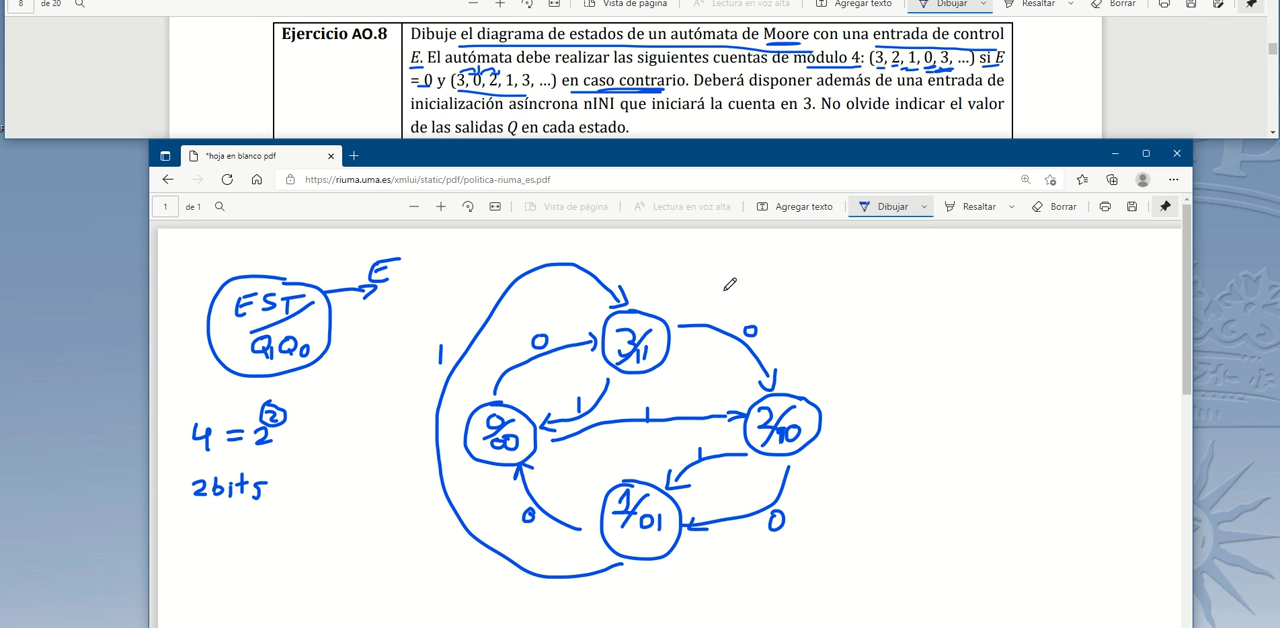 8 de 20 Vista de página Lectura en voz alta Agregar texto Dibujar Resaltar Borrar
Ejercicio AO.8
Dibuje el diagrama de estados de un autómata de Moore con una entrada de control
E. El autómata debe realizar las siguientes cuentas de módulo 4: (3, 2, 1, 0, 3, …) si E
= 0 y (3, 0, 2, 1, 3, …) en caso contrario. Deberá disponer además de una entrada de
inicialización asíncrona nINI que iniciará la cuenta en 3. No olvide indicar el valor
de las salidas Q en cada estado.
*hoja en blanco pdf
https://riuma.uma.es/xmlui/static/pdf/politica-riuma_es.pdf
1 de 1 Vista de página Lectura en voz alta Agregar texto Dibujar Resaltar Borrar
E
EST/
Q1Q0
4 = 2^2
2bits
3/11
0
0
1
1
1
0/00
2/10
1
1/01
0
0